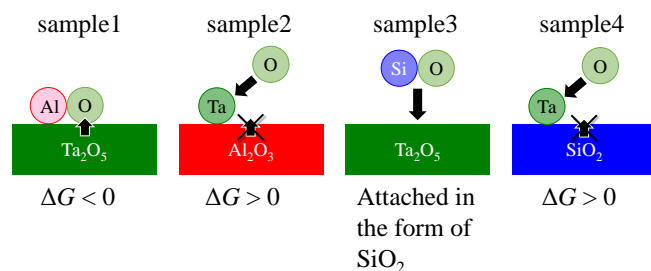 sample1 sample2 sample3 sample4
O O
Al O Ta Si O Ta
Ta₂O₅ Al₂O₃ Ta₂O₅ SiO₂
ΔG < 0 ΔG > 0 Attached in the form of SiO₂ ΔG > 0